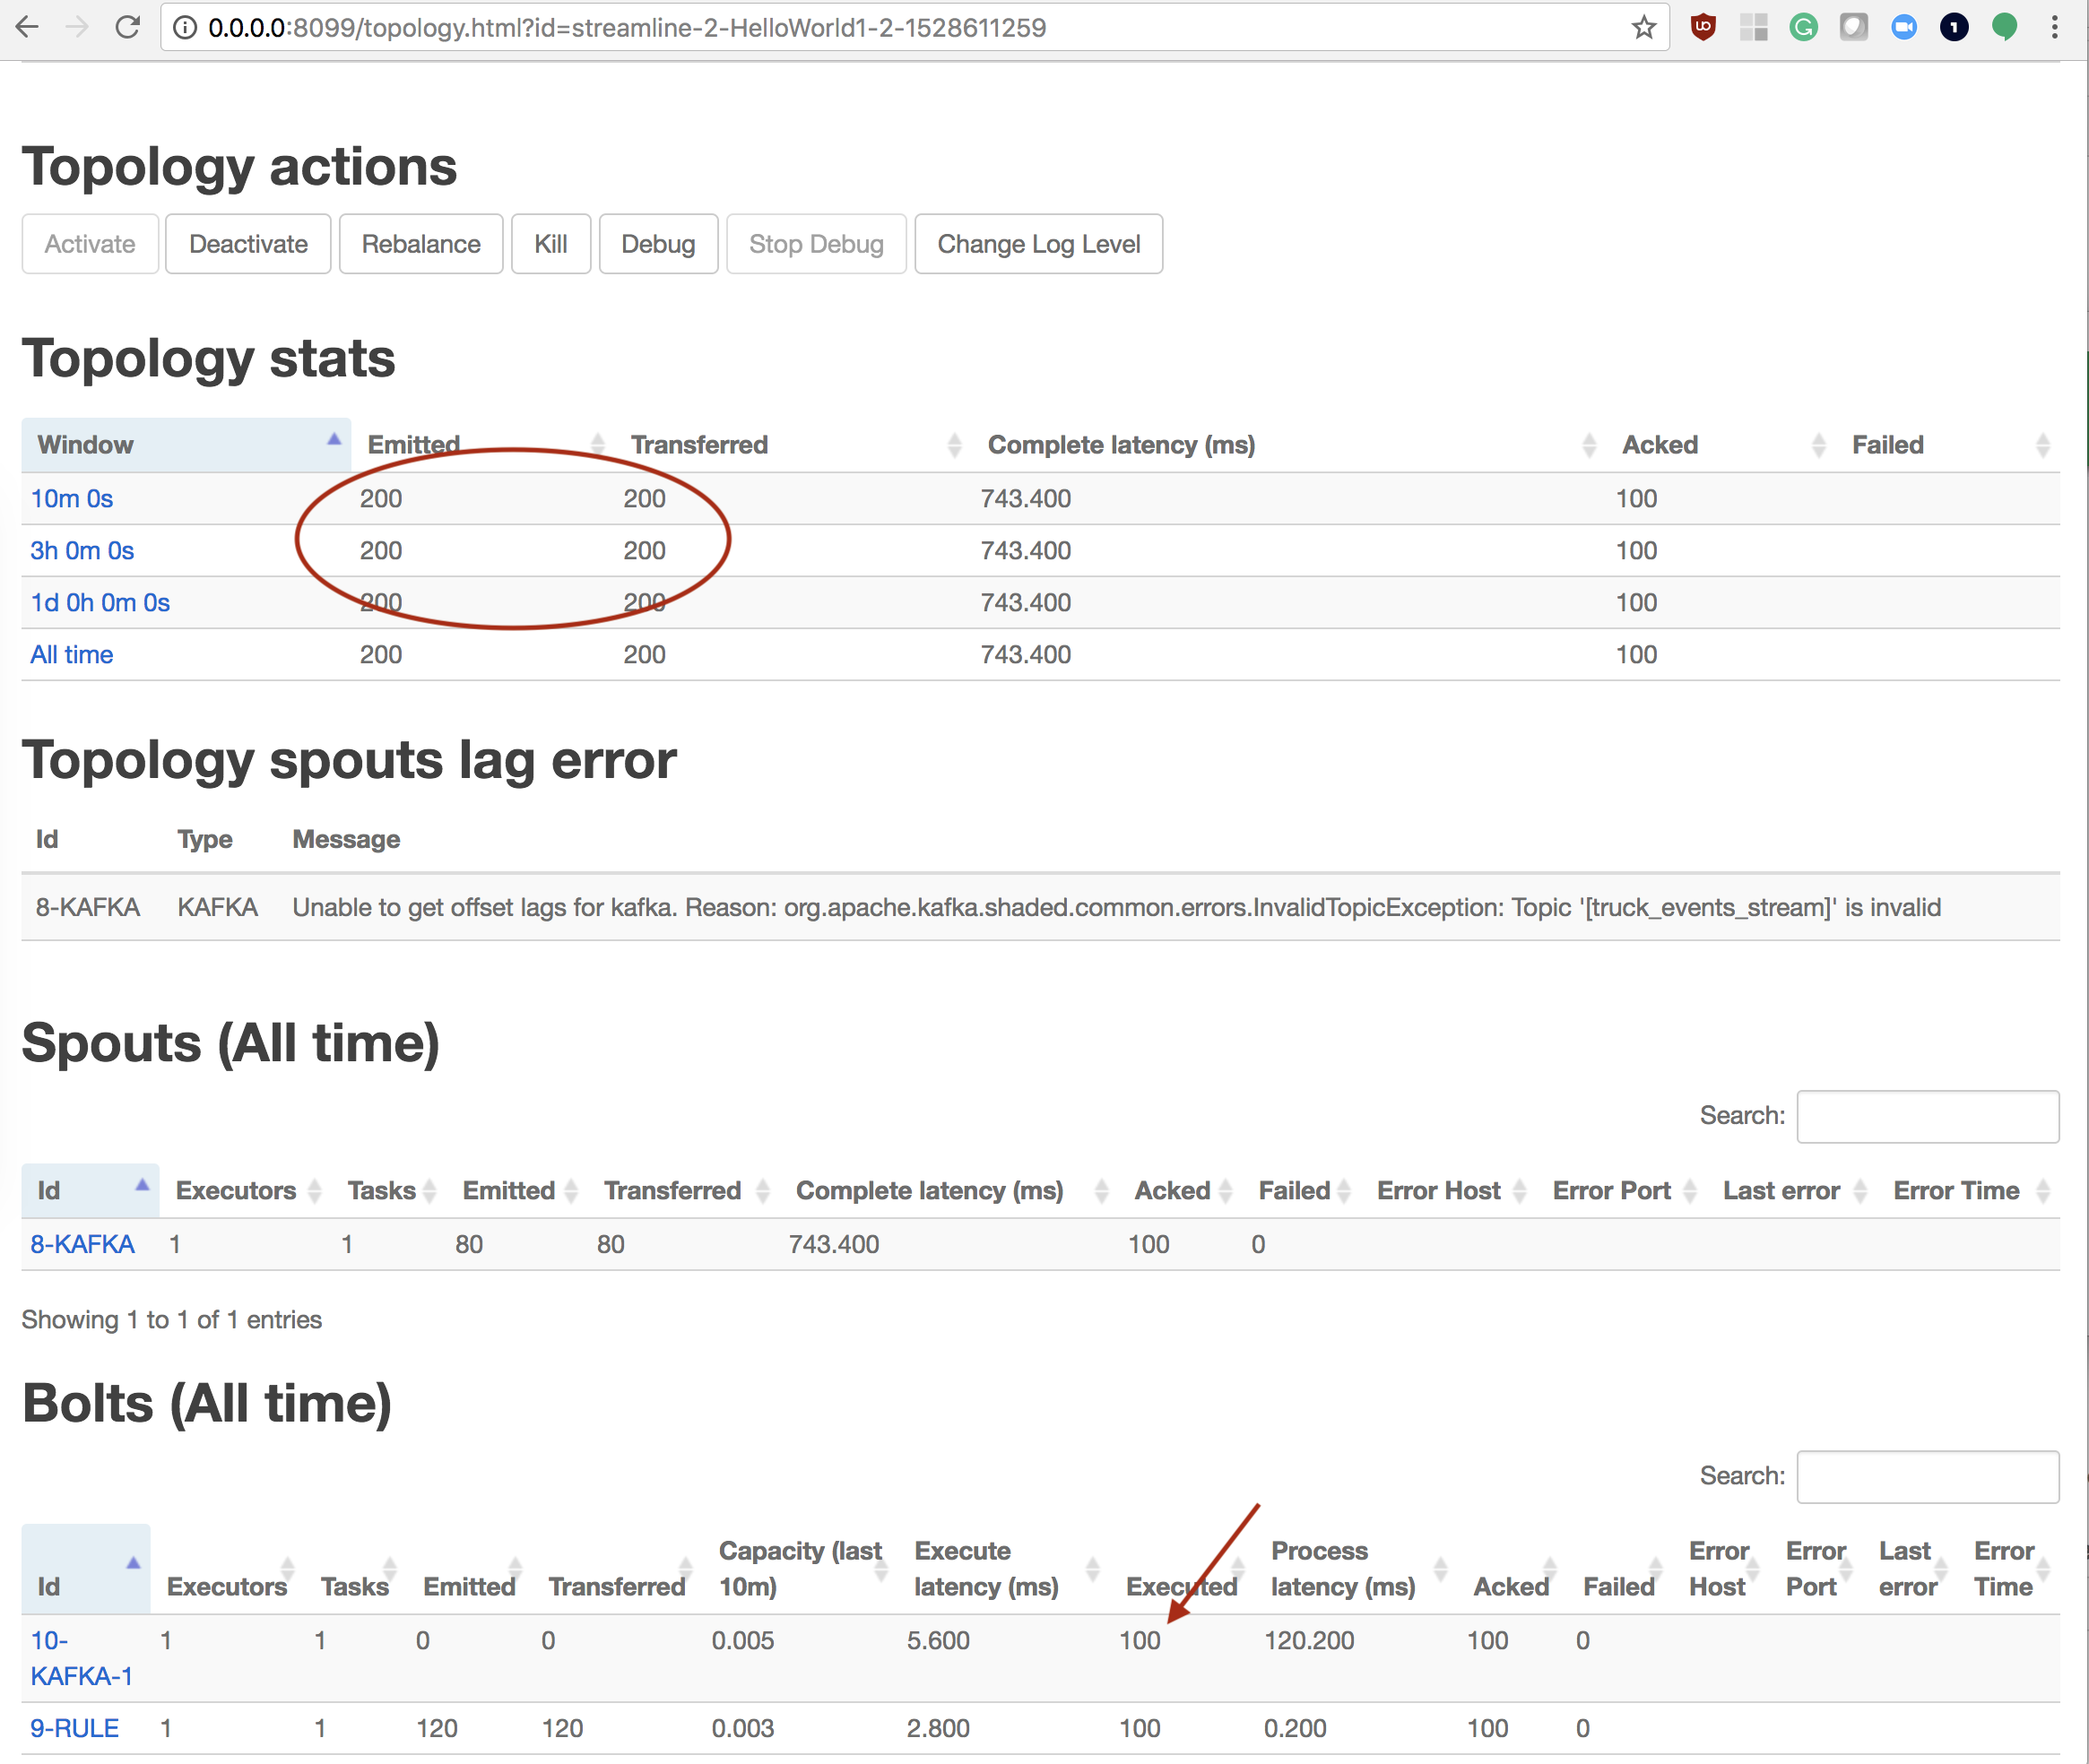 0.0.0.0:8099/topology.html?id=streamline-2-HelloWorld1-2-1528611259
Topology actions
Activate Deactivate Rebalance Kill Debug Stop Debug Change Log Level
Topology stats
Window Emitted Transferred Complete latency (ms) Acked Failed
10m 0s 200 200 743.400 100
3h 0m 0s 200 200 743.400 100
1d 0h 0m 0s 200 200 743.400 100
All time 200 200 743.400 100
Topology spouts lag error
Id Type Message
8-KAFKA KAFKA Unable to get offset lags for kafka. Reason: org.apache.kafka.shaded.common.errors.InvalidTopicException: Topic '[truck_events_stream]' is invalid
Spouts (All time)
Search:
Id Executors Tasks Emitted Transferred Complete latency (ms) Acked Failed Error Host Error Port Last error Error Time
8-KAFKA 1 1 80 80 743.400 100 0
Showing 1 to 1 of 1 entries
Bolts (All time)
Search:
Capacity (last Execute Process Error Error Last Error
Id Executors Tasks Emitted Transferred 10m) latency (ms) Executed latency (ms) Acked Failed Host Port error Time
10- 1 1 0 0 0.005 5.600 100 120.200 100 0
KAFKA-1
9-RULE 1 1 120 120 0.003 2.800 100 0.200 100 0